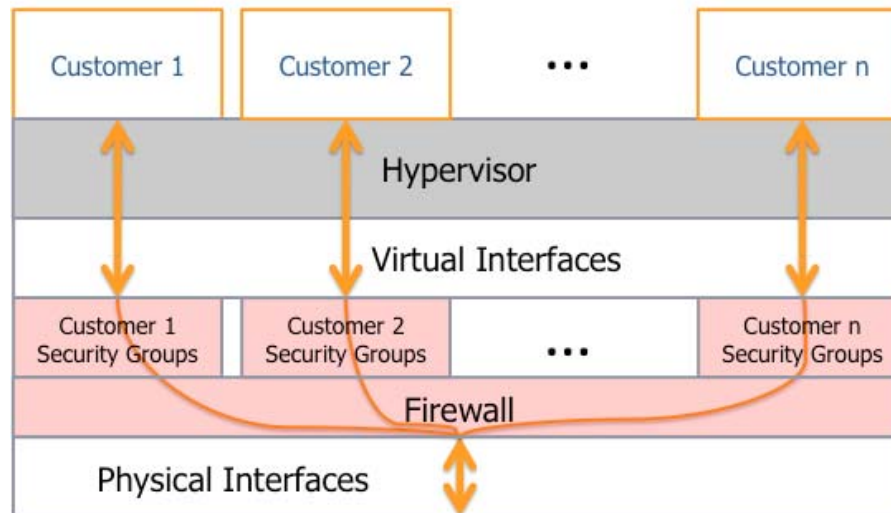 Customer 1
Customer 2
...
Customer n
Hypervisor
Virtual Interfaces
Customer 1
Security Groups
Customer 2
Security Groups
...
Customer n
Security Groups
Firewall
Physical Interfaces